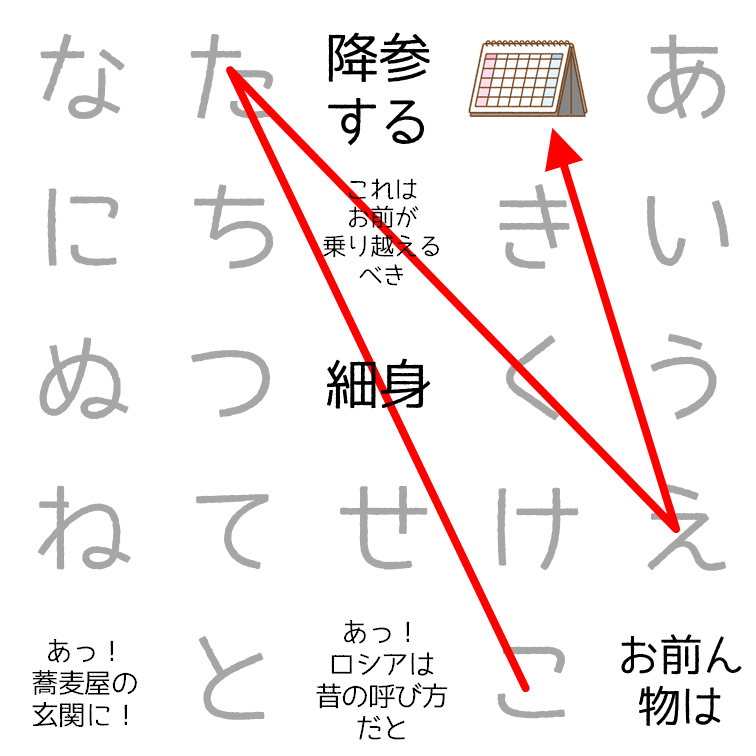 な
た
降参
する
あ
に
ち
これは
お前が
乗り越える
べき
き
い
ぬ
つ
細身
く
う
ね
て
せ
け
え
あっ！
蕎麦屋の
玄関に！
と
あっ！
ロシアは
昔の呼び方
だと
こ
お前ん
物は